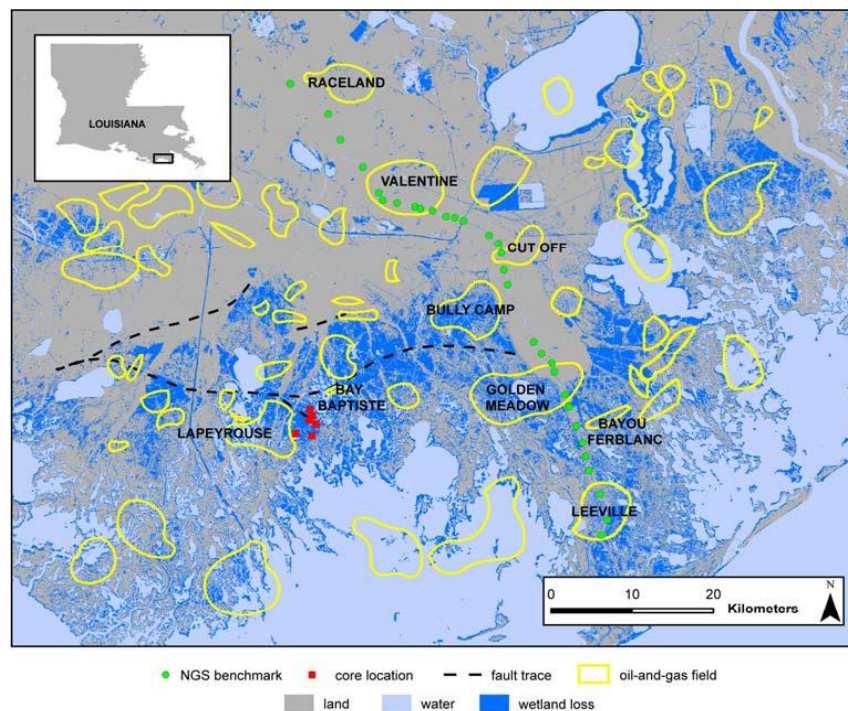 LOUISIANA
RACELAND
VALENTINE
CUT OFF
BULLY CAMP
BAY
BAPTISTE
GOLDEN
MEADOW
LAPEYROUSE
BAYOU
FERBLANC
LEEVILLE
0 10 20
Kilometers
N
NGS benchmark core location fault trace oil-and-gas field
land water wetland loss